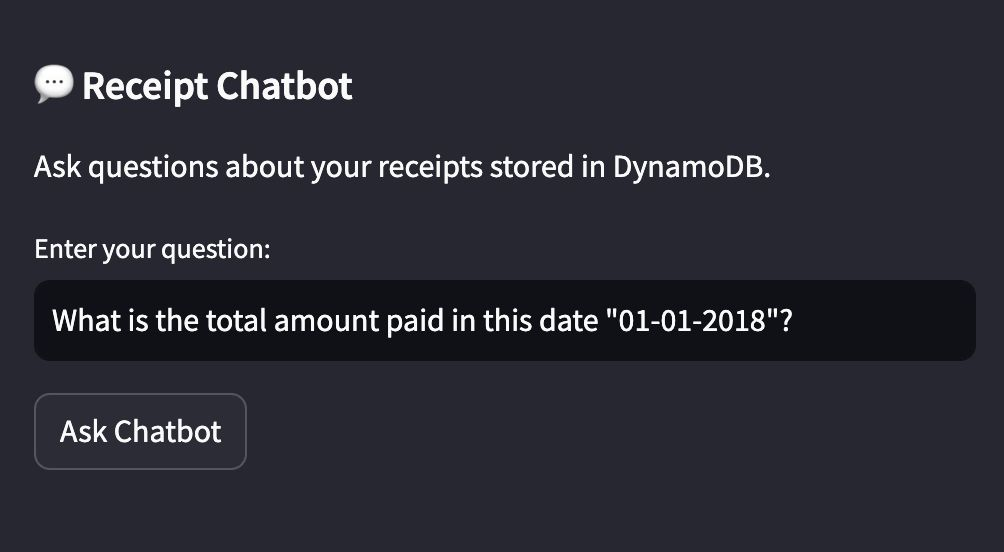 Receipt Chatbot
Ask questions about your receipts stored in DynamoDB.
Enter your question:
What is the total amount paid in this date "01-01-2018"?
Ask Chatbot